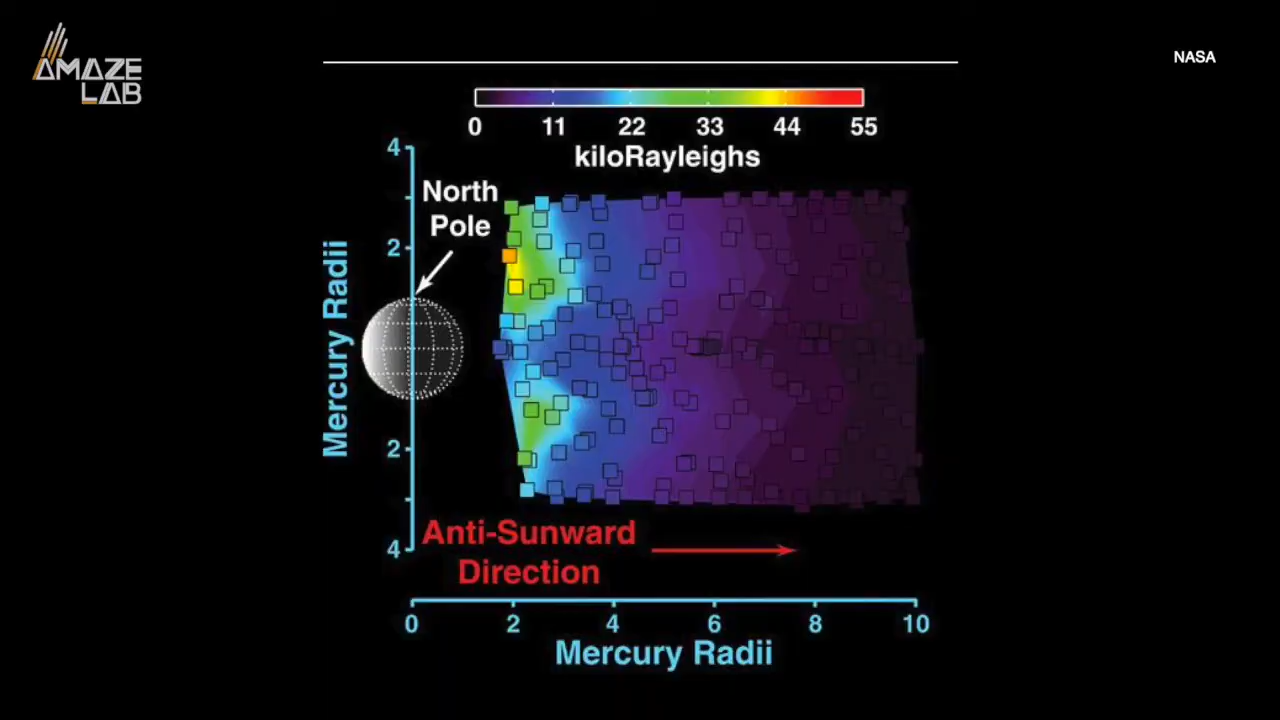 AMAZE
LAB
NASA
0 11 22 33 44 55
kiloRayleighs
4
North
Pole
2
Mercury Radii
2
4
Anti-Sunward
Direction
0 2 4 6 8 10
Mercury Radii